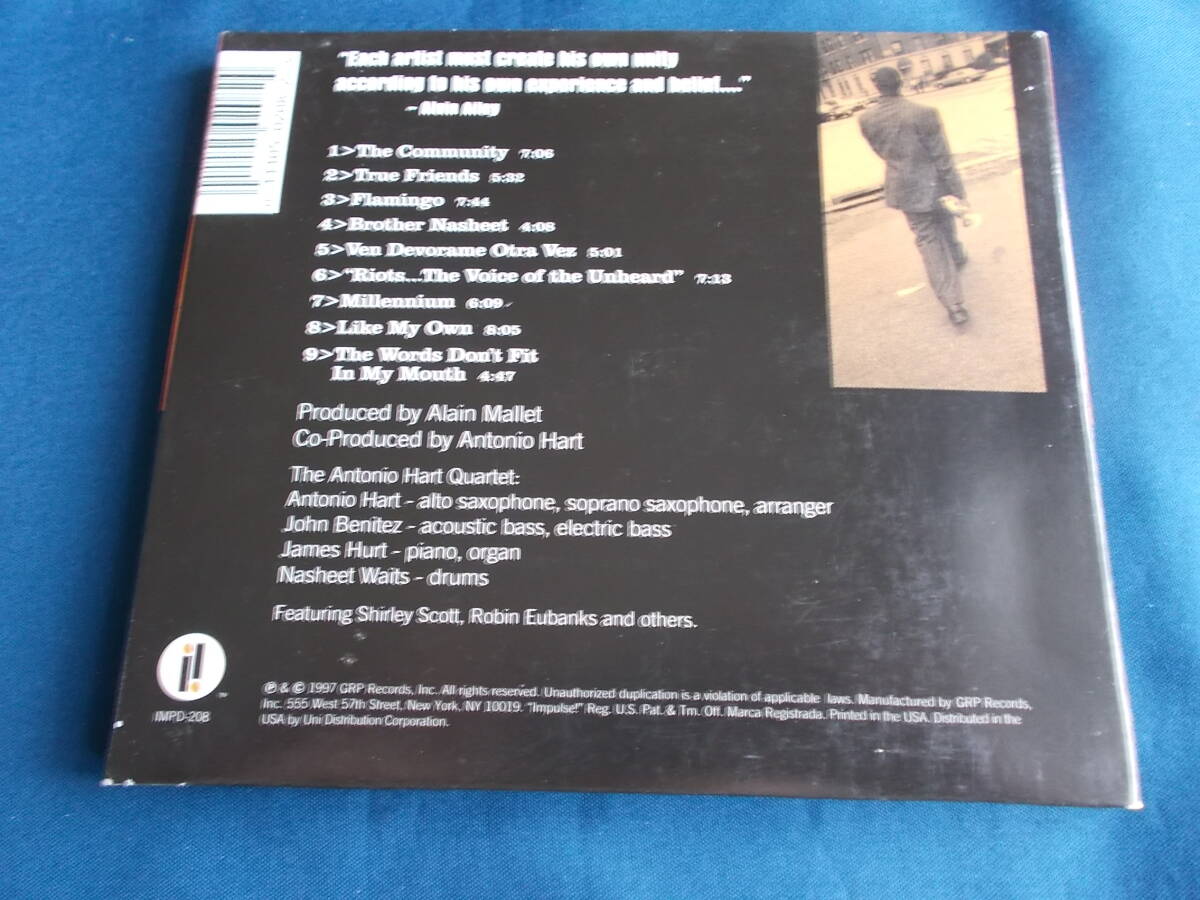 "Each artist must create his own unity
according to his own experience and belief...."
- Alain Alley
1>The Community 7:06
2>True Friends 5:32
3>Flamingo 7:44
4>Brother Nasheet 4:08
5>Ven Devorame Otra Vez 5:01
6>"Riots...The Voice of the Unheard" 7:13
7>Millennium 6:09
8>Like My Own 8:05
9>The Words Don't Fit
In My Mouth 4:47
Produced by Alain Mallet
Co-Produced by Antonio Hart
The Antonio Hart Quartet:
Antonio Hart - alto saxophone, soprano saxophone, arranger
John Benitez - acoustic bass, electric bass
James Hurt - piano, organ
Nasheet Waits - drums
Featuring Shirley Scott, Robin Eubanks and others.
TM
IMPD-208
℗ & © 1997 GRP Records, Inc. All rights reserved. Unauthorized duplication is a violation of applicable laws. Manufactured by GRP Records,
Inc. 555 West 57th Street, New York, NY 10019. "Impulse!" Reg. U.S. Pat. & Tm. Off. Marca Registrada. Printed in the USA. Distributed in the
USA by Uni Distribution Corporation.